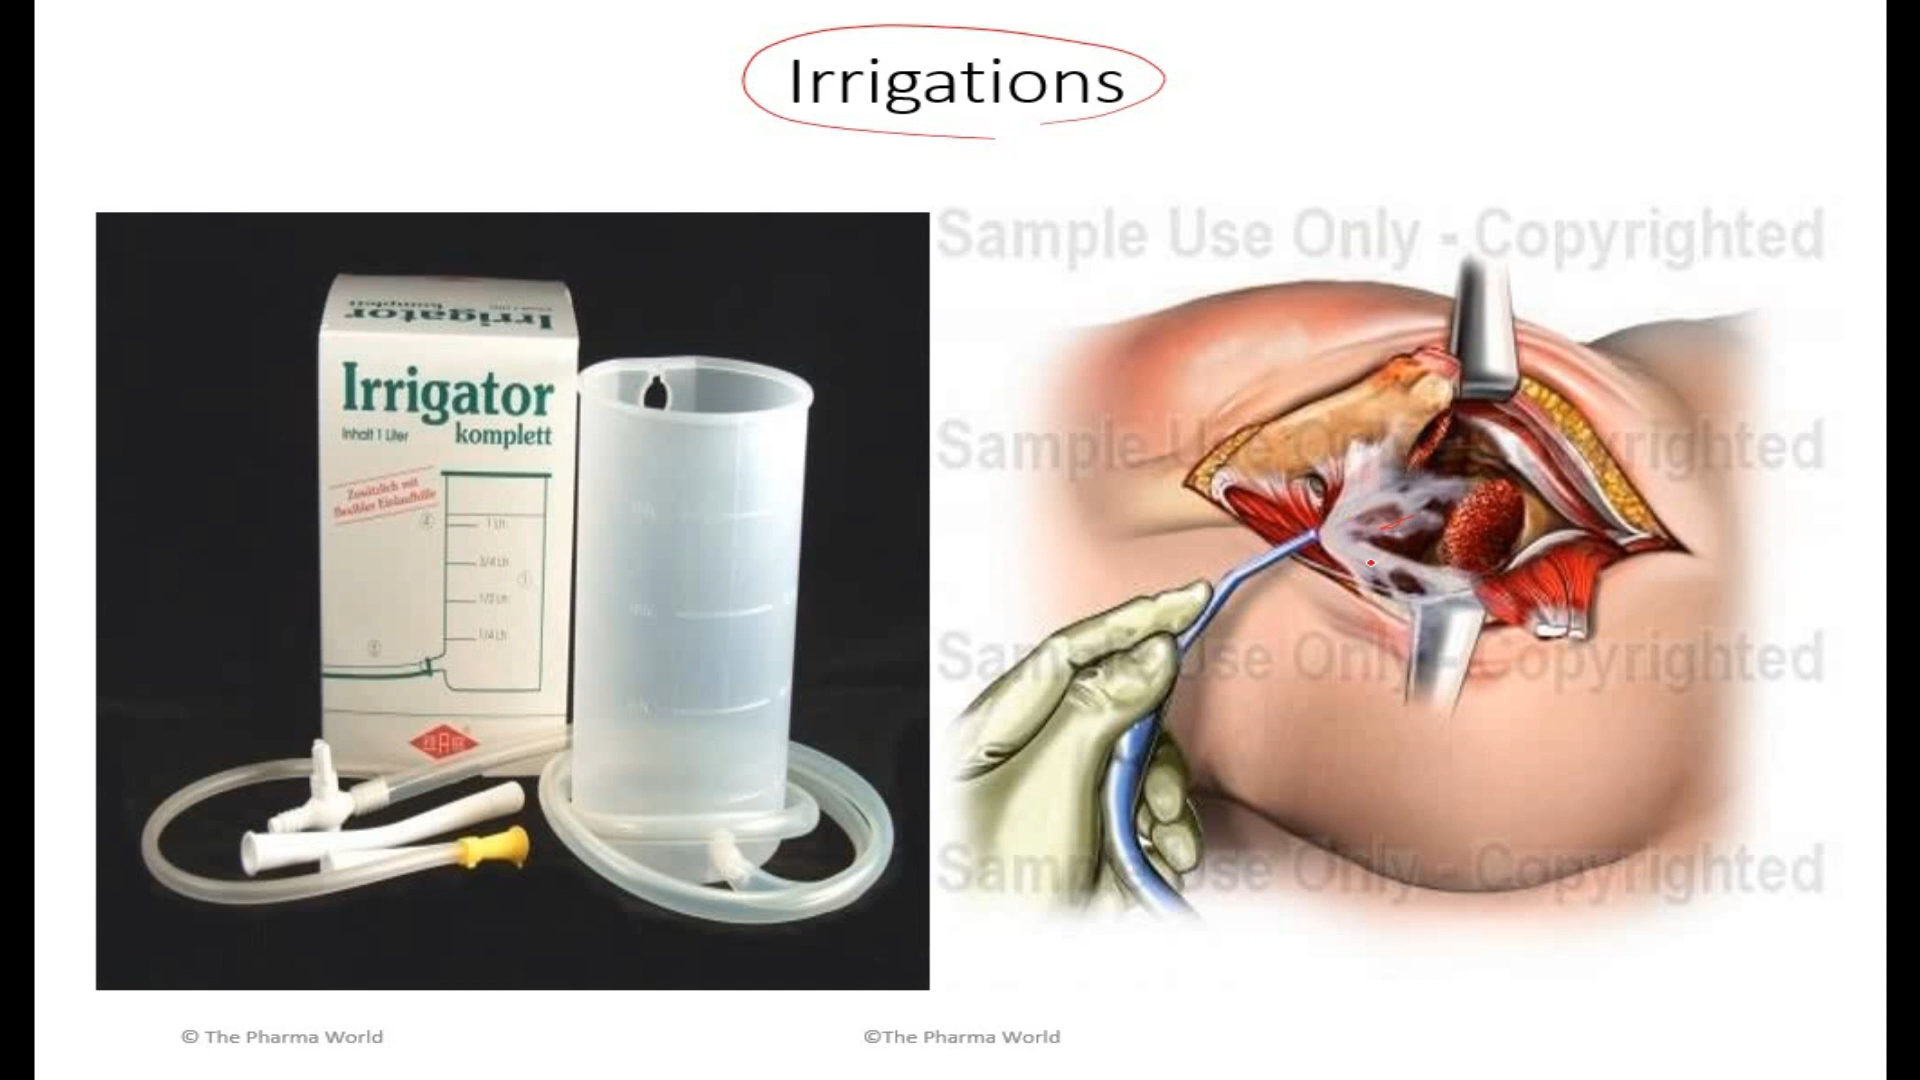 Irrigations
Irrigator
komplett
Irrigator
komplett
Inhalt 1 Liter
Zusätzlich mit
flexibler Einlaufhülle
1 Ltr.
3/4 Ltr.
1/2 Ltr.
1/4 Ltr.
Sample Use Only - Copyrighted
Sample Use Only - Copyrighted
Sample Use Only - Copyrighted
Sample Use Only - Copyrighted
© The Pharma World
©The Pharma World